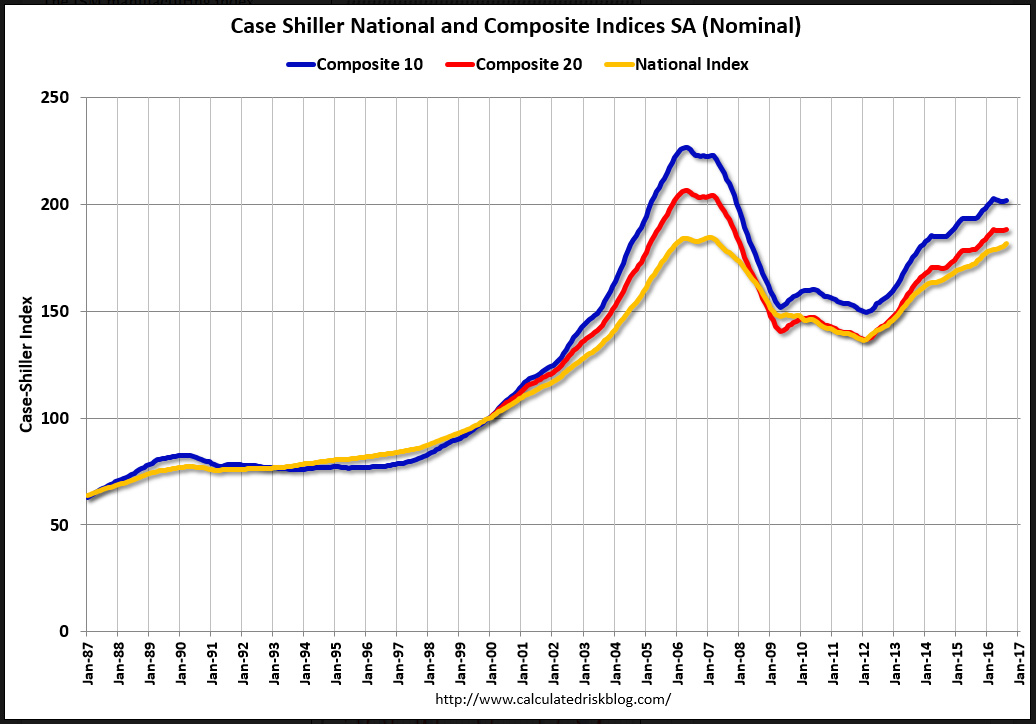 Case Shiller National and Composite Indices SA (Nominal)
Composite 10 Composite 20 National Index
250
200
150
100
50
0
Case-Shiller Index
Jan-87 Jan-88 Jan-89 Jan-90 Jan-91 Jan-92 Jan-93 Jan-94 Jan-95 Jan-96 Jan-97 Jan-98 Jan-99 Jan-00 Jan-01 Jan-02 Jan-03 Jan-04 Jan-05 Jan-06 Jan-07 Jan-08 Jan-09 Jan-10 Jan-11 Jan-12 Jan-13 Jan-14 Jan-15 Jan-16 Jan-17
http://www.calculatedriskblog.com/